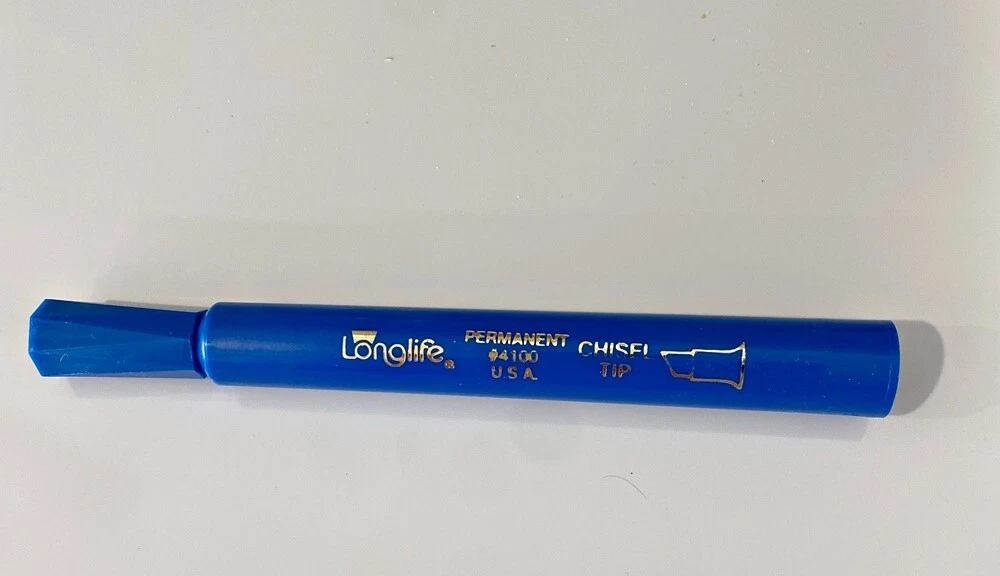 Longlife®
PERMANENT
#4100
U.S.A.
CHISEL
TIP